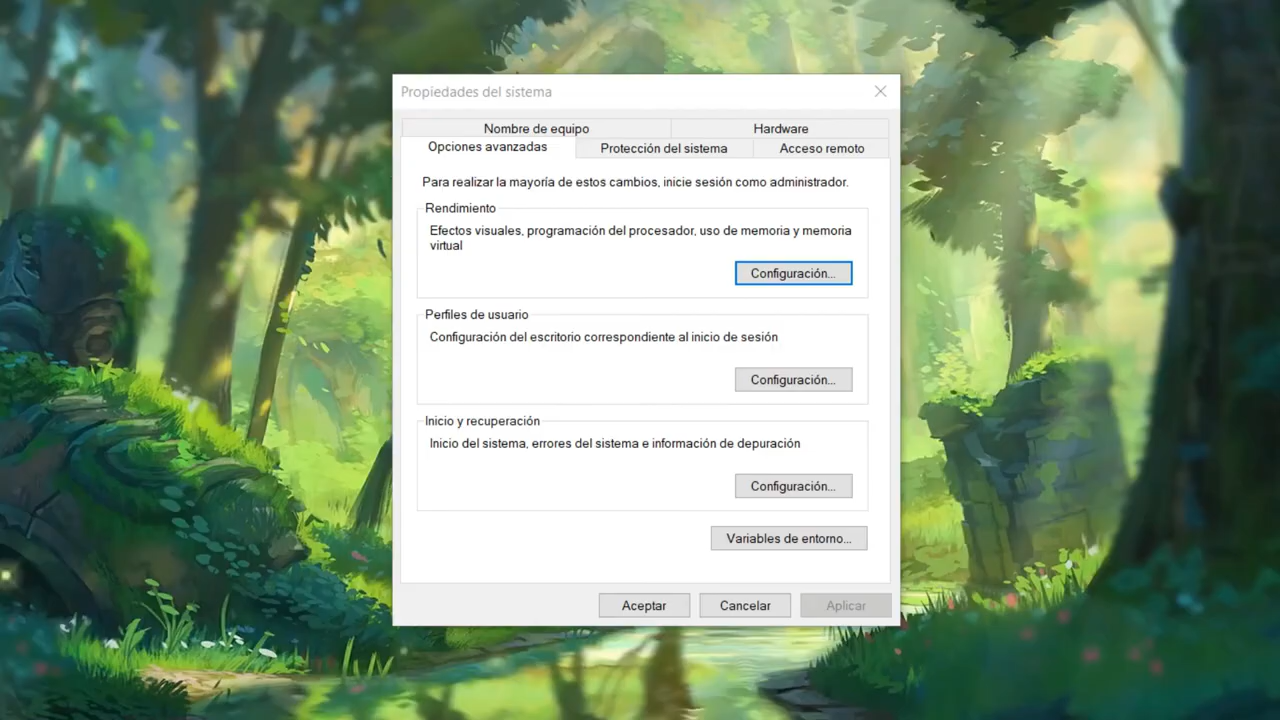 Propiedades del sistema
Nombre de equipo
Hardware
Opciones avanzadas
Protección del sistema
Acceso remoto
Para realizar la mayoría de estos cambios, inicie sesión como administrador.
Rendimiento
Efectos visuales, programación del procesador, uso de memoria y memoria
virtual
Configuración...
Perfiles de usuario
Configuración del escritorio correspondiente al inicio de sesión
Configuración...
Inicio y recuperación
Inicio del sistema, errores del sistema e información de depuración
Configuración...
Variables de entorno...
Aceptar
Cancelar
Aplicar